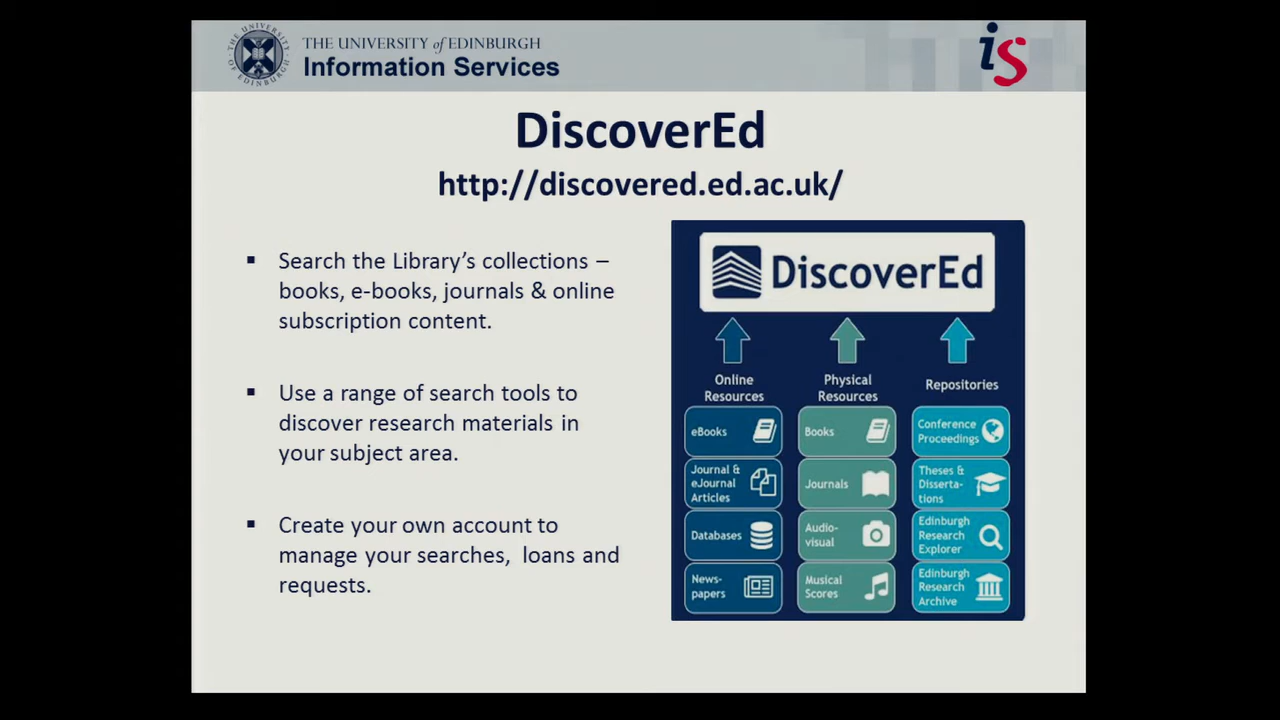 THE UNIVERSITY of EDINBURGH
Information Services
is
DiscoverEd
http://discovered.ed.ac.uk/
▪ Search the Library’s collections –
books, e-books, journals & online
subscription content.
▪ Use a range of search tools to
discover research materials in
your subject area.
▪ Create your own account to
manage your searches, loans and
requests.
DiscoverEd
Online
Resources
eBooks
Journal &
eJournal
Articles
Databases
News-
papers
Physical
Resources
Books
Journals
Audio-
visual
Musical
Scores
Repositories
Conference
Proceedings
Theses &
Disserta-
tions
Edinburgh
Research
Explorer
Edinburgh
Research
Archive